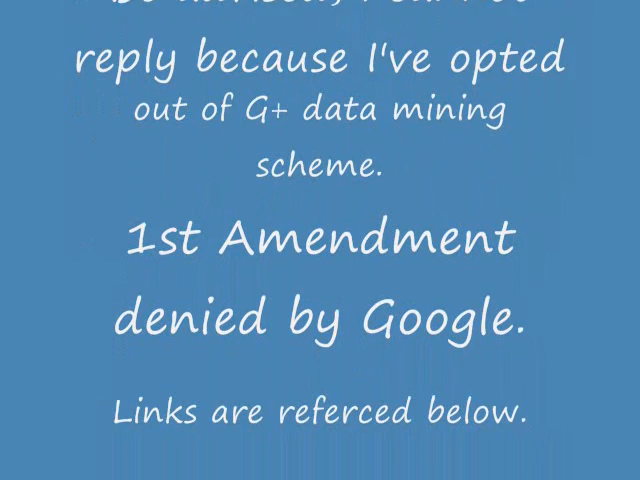 reply because I've opted
out of G+ data mining
scheme.
1st Amendment
denied by Google.
Links are referced below.